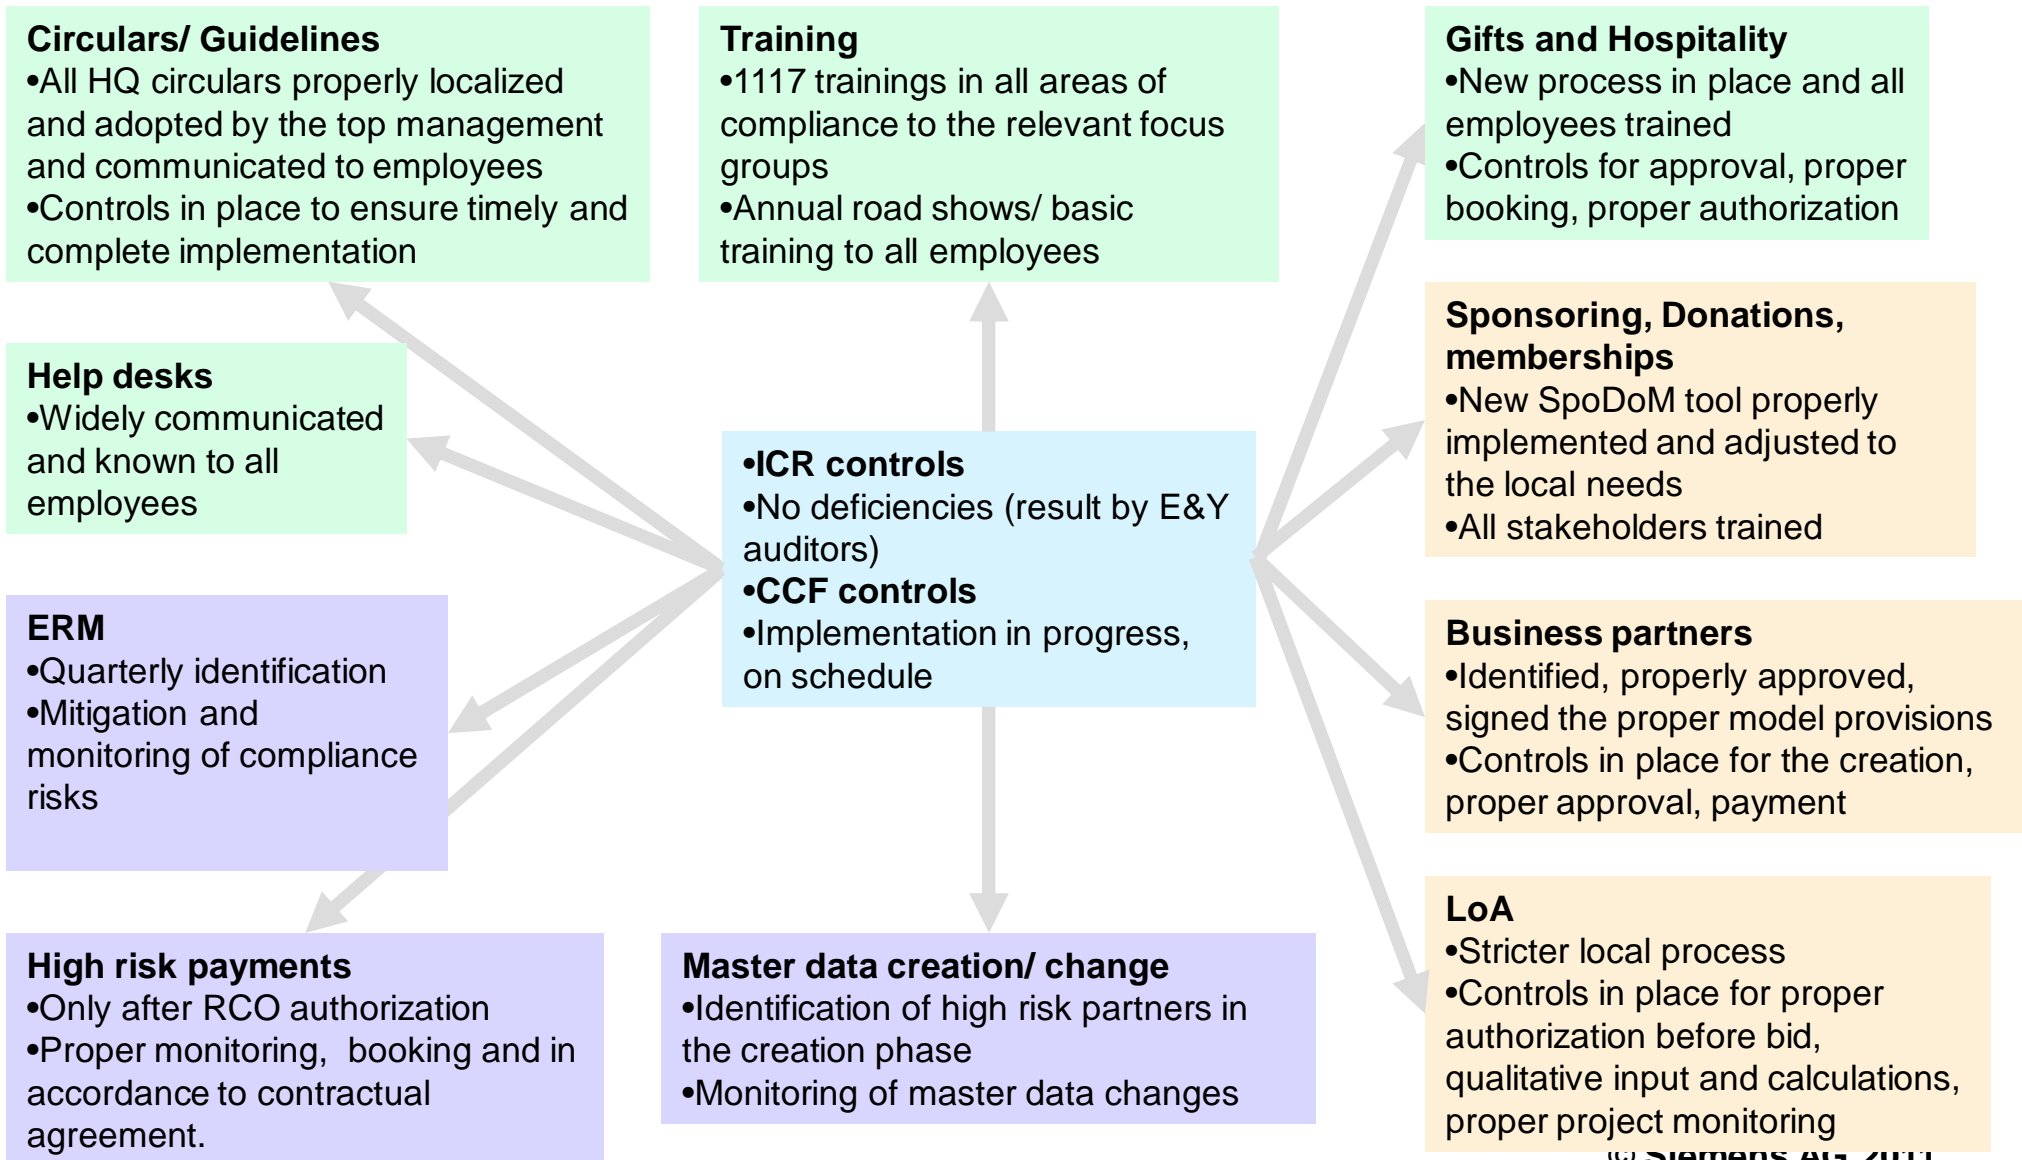 Circulars/ Guidelines
•All HQ circulars properly localized
and adopted by the top management
and communicated to employees
•Controls in place to ensure timely and
complete implementation
Training
•1117 trainings in all areas of
compliance to the relevant focus
groups
•Annual road shows/ basic
training to all employees
Gifts and Hospitality
•New process in place and all
employees trained
•Controls for approval, proper
booking, proper authorization
Help desks
•Widely communicated
and known to all
employees
Sponsoring, Donations,
memberships
•New SpoDoM tool properly
implemented and adjusted to
the local needs
•All stakeholders trained
•ICR controls
•No deficiencies (result by E&Y
auditors)
•CCF controls
•Implementation in progress,
on schedule
ERM
•Quarterly identification
•Mitigation and
monitoring of compliance
risks
Business partners
•Identified, properly approved,
signed the proper model provisions
•Controls in place for the creation,
proper approval, payment
High risk payments
•Only after RCO authorization
•Proper monitoring,  booking and in
accordance to contractual
agreement.
Master data creation/ change
•Identification of high risk partners in
the creation phase
•Monitoring of master data changes
LoA
•Stricter local process
•Controls in place for proper
authorization before bid,
qualitative input and calculations,
proper project monitoring
© Siemens AG 2011